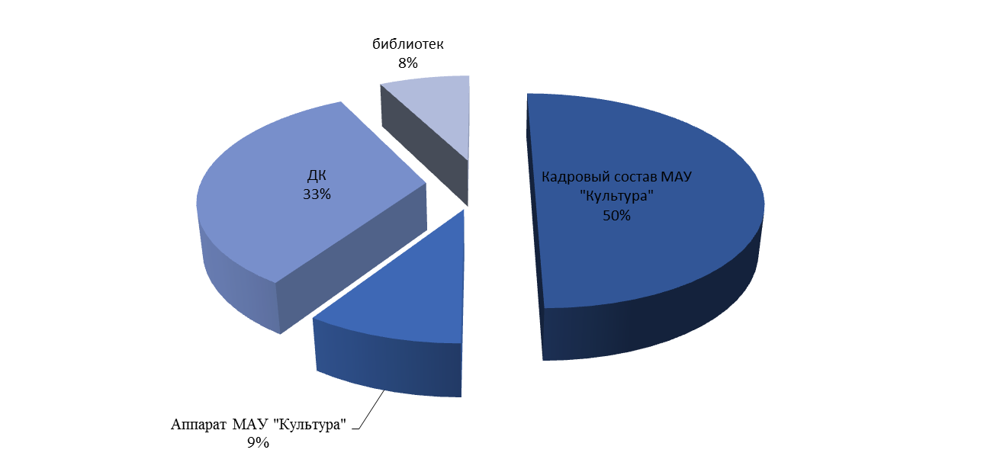 библиотек
8%
ДК
33%
Кадровый состав МАУ
"Культура"
50%
Аппарат МАУ "Культура"
9%